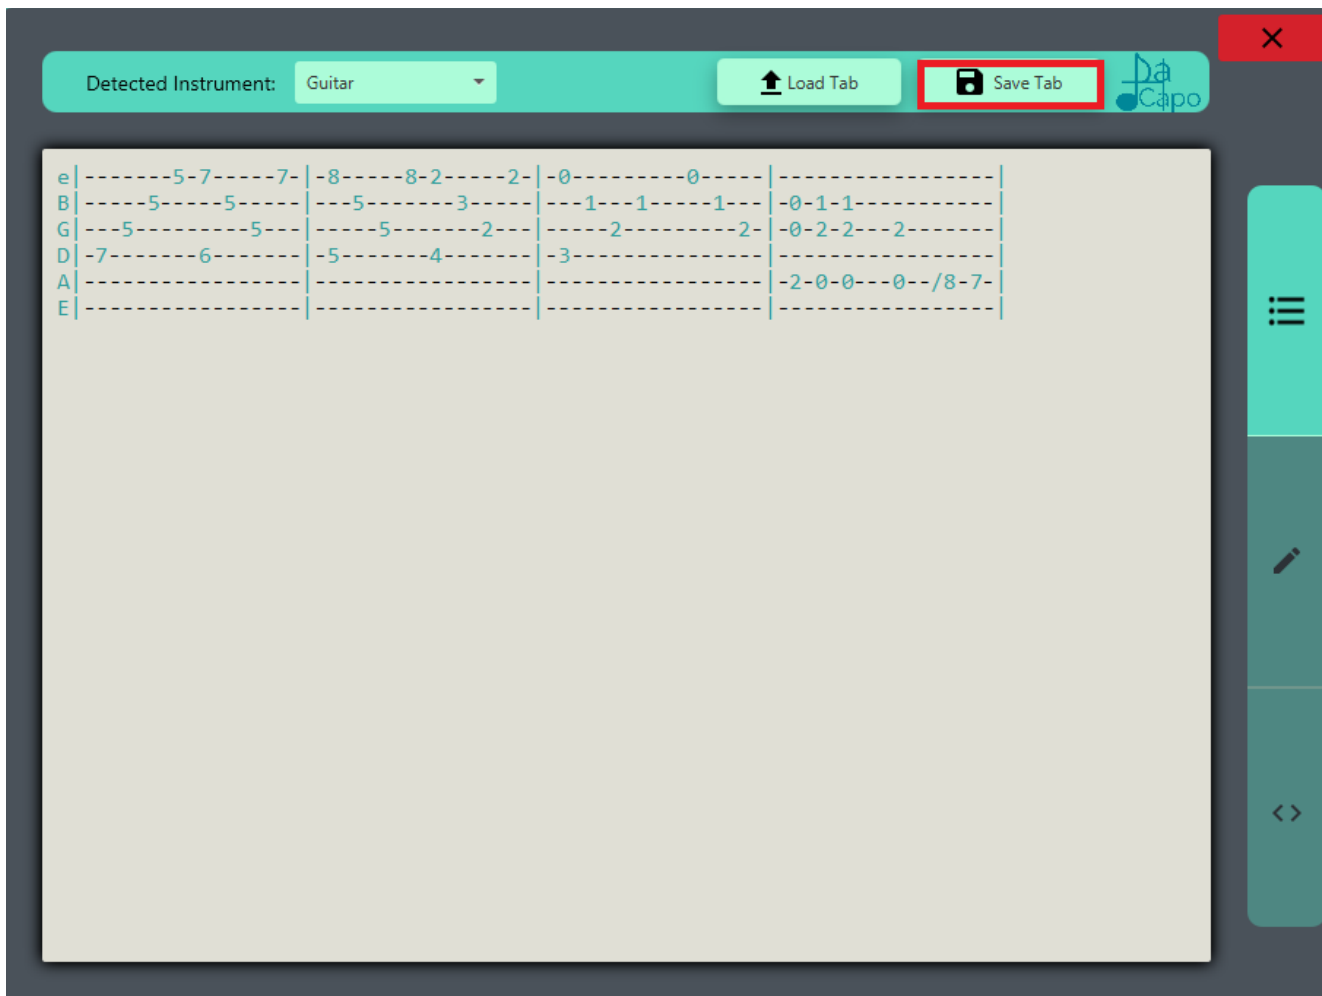 Detected Instrument: Guitar Load Tab Save Tab Da Capo
e|-------5-7-----7-|-8-----8-2-----2-|-0---------0-----|-----------------|
B|-----5-----5-----|---5-------3-----|---1---1-----1---|-0-1-1-----------|
G|---5---------5---|-----5-------2---|-----2---------2-|-0-2-2---2-------|
D|-7-------6-------|-5-------4-------|-3---------------|-----------------|
A|-----------------|-----------------|-----------------|-2-0-0---0--/8-7-|
E|-----------------|-----------------|-----------------|-----------------|